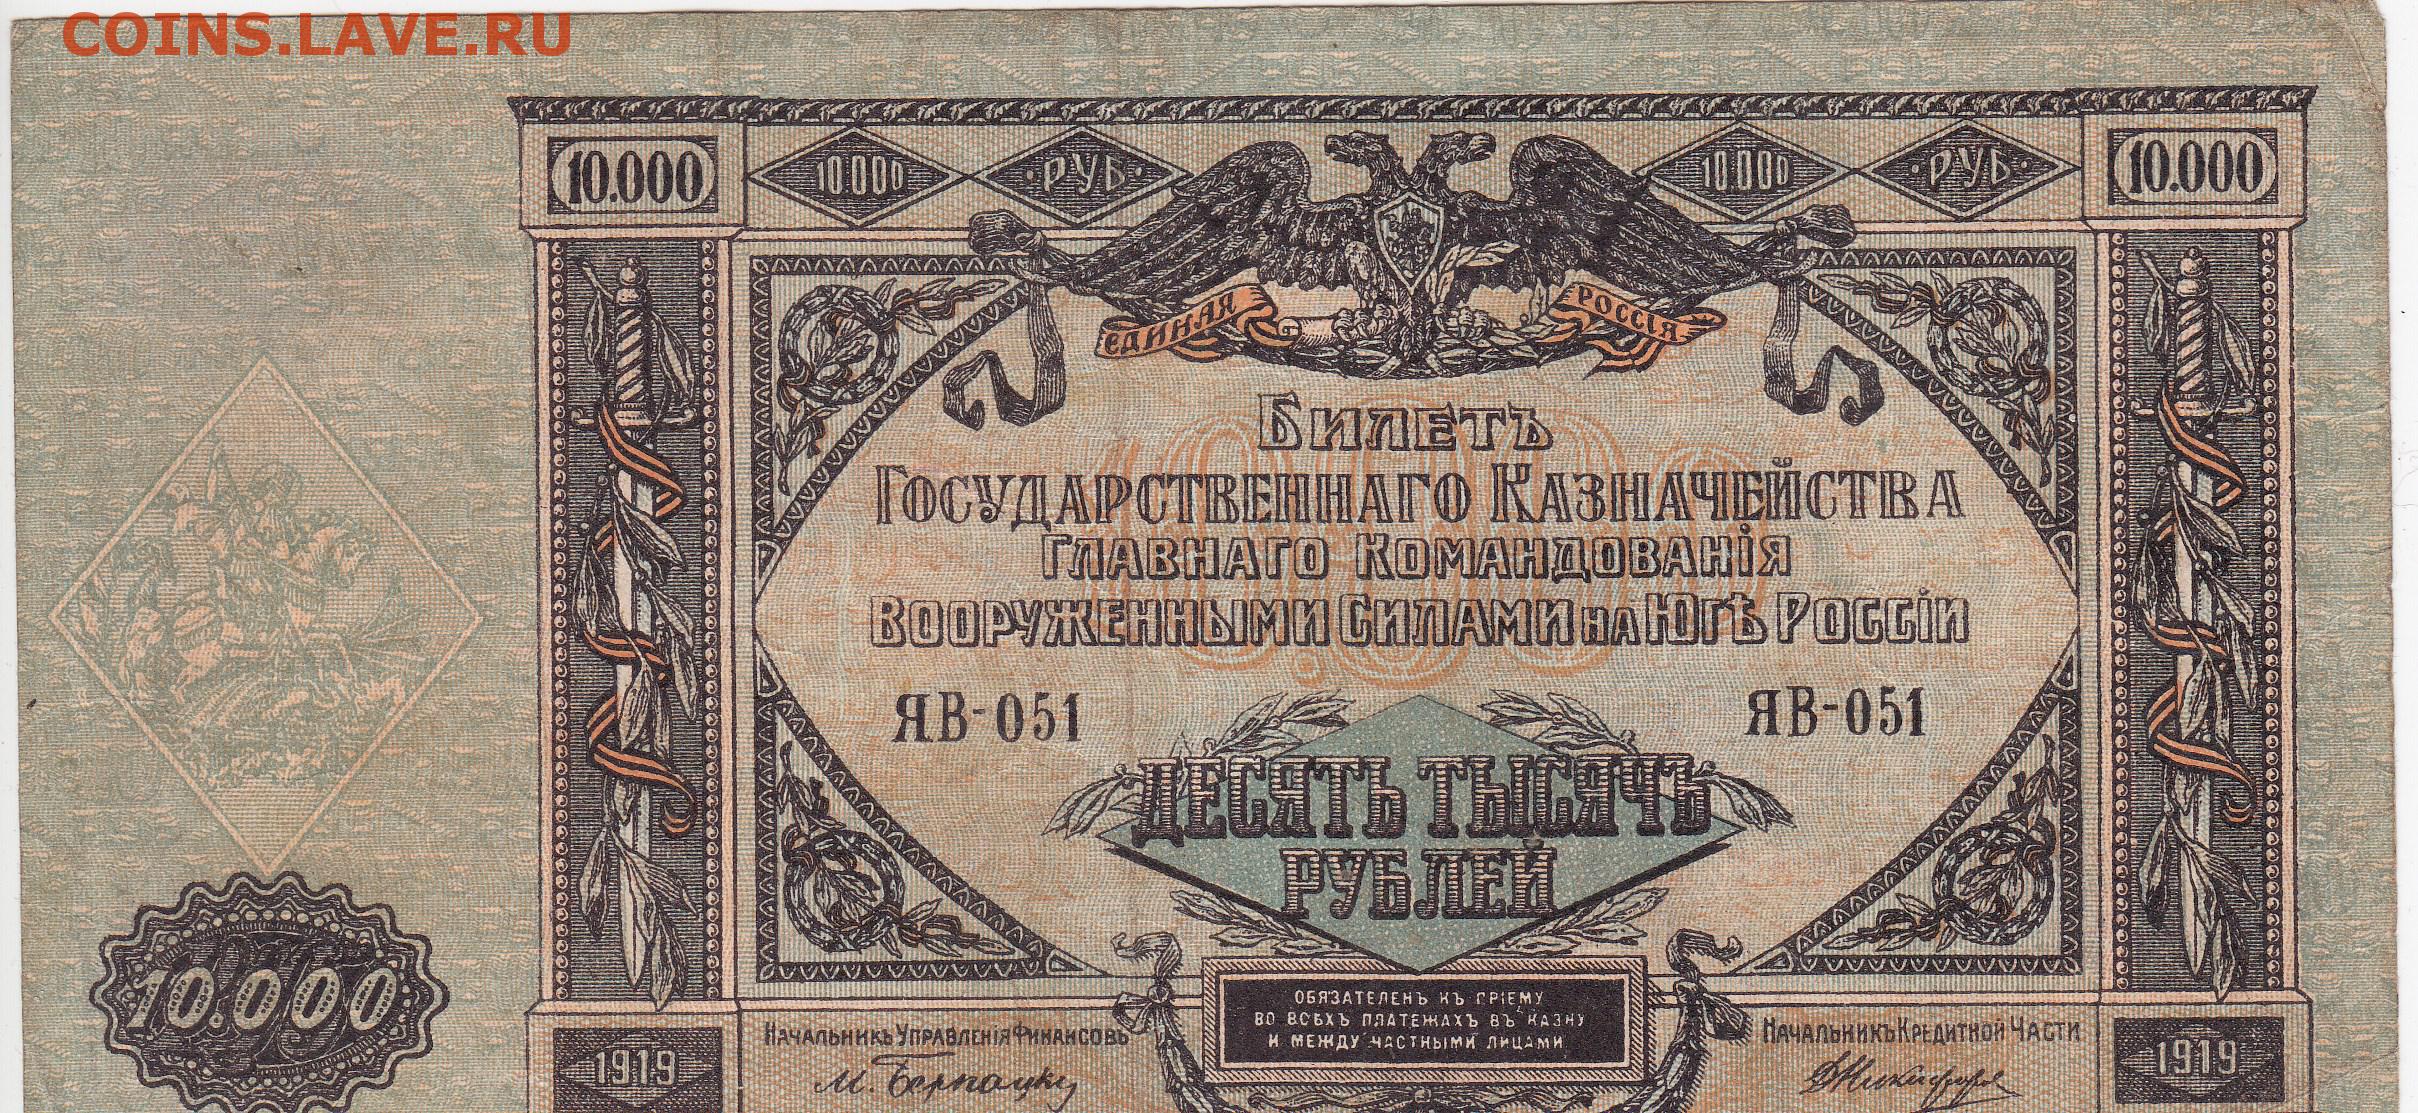 COINS.LAVE.RU
10.000 10.000 РУБ. 10.000 РУБ. 10.000
ЕДИНАЯ РОССІЯ
БИЛЕТЪ
ГОСУДАРСТВЕННАГО КАЗНАЧЕЙСТВА
ГЛАВНАГО КОМАНДОВАНІЯ
ВООРУЖЕННЫМИ СИЛАМИ НА ЮГѢ РОССІИ
ЯВ-051 ЯВ-051
ДЕСЯТЬ ТЫСЯЧЪ
РУБЛЕЙ
10.000
ОБЯЗАТЕЛЕНЪ КЪ ПРІЕМУ
ВО ВСѢХЪ ПЛАТЕЖАХЪ ВЪ КАЗНУ
И МЕЖДУ ЧАСТНЫМИ ЛИЦАМИ
НАЧАЛЬНИКЪ УПРАВЛЕНІЯ ФИНАНСОВЪ
НАЧАЛЬНИКЪ КРЕДИТНОЙ ЧАСТИ
1919 М. Бернацкій 1919